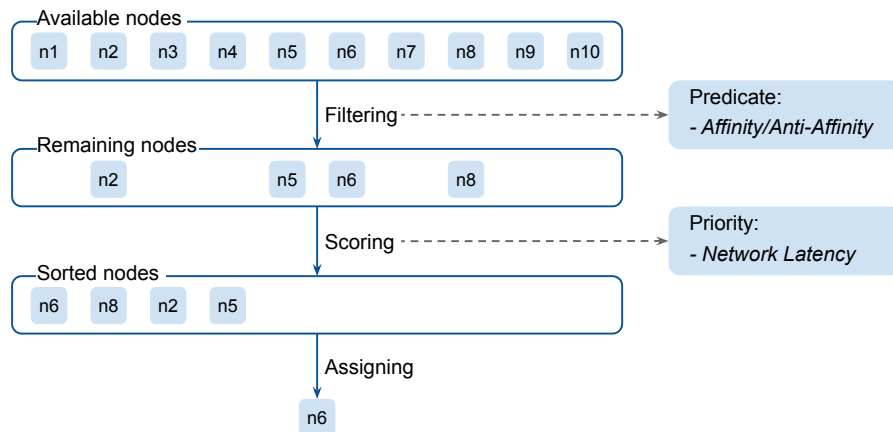 Available nodes
n1 n2 n3 n4 n5 n6 n7 n8 n9 n10
Filtering
Predicate:
- Affinity/Anti-Affinity
Remaining nodes
n2 n5 n6 n8
Scoring
Priority:
- Network Latency
Sorted nodes
n6 n8 n2 n5
Assigning
n6